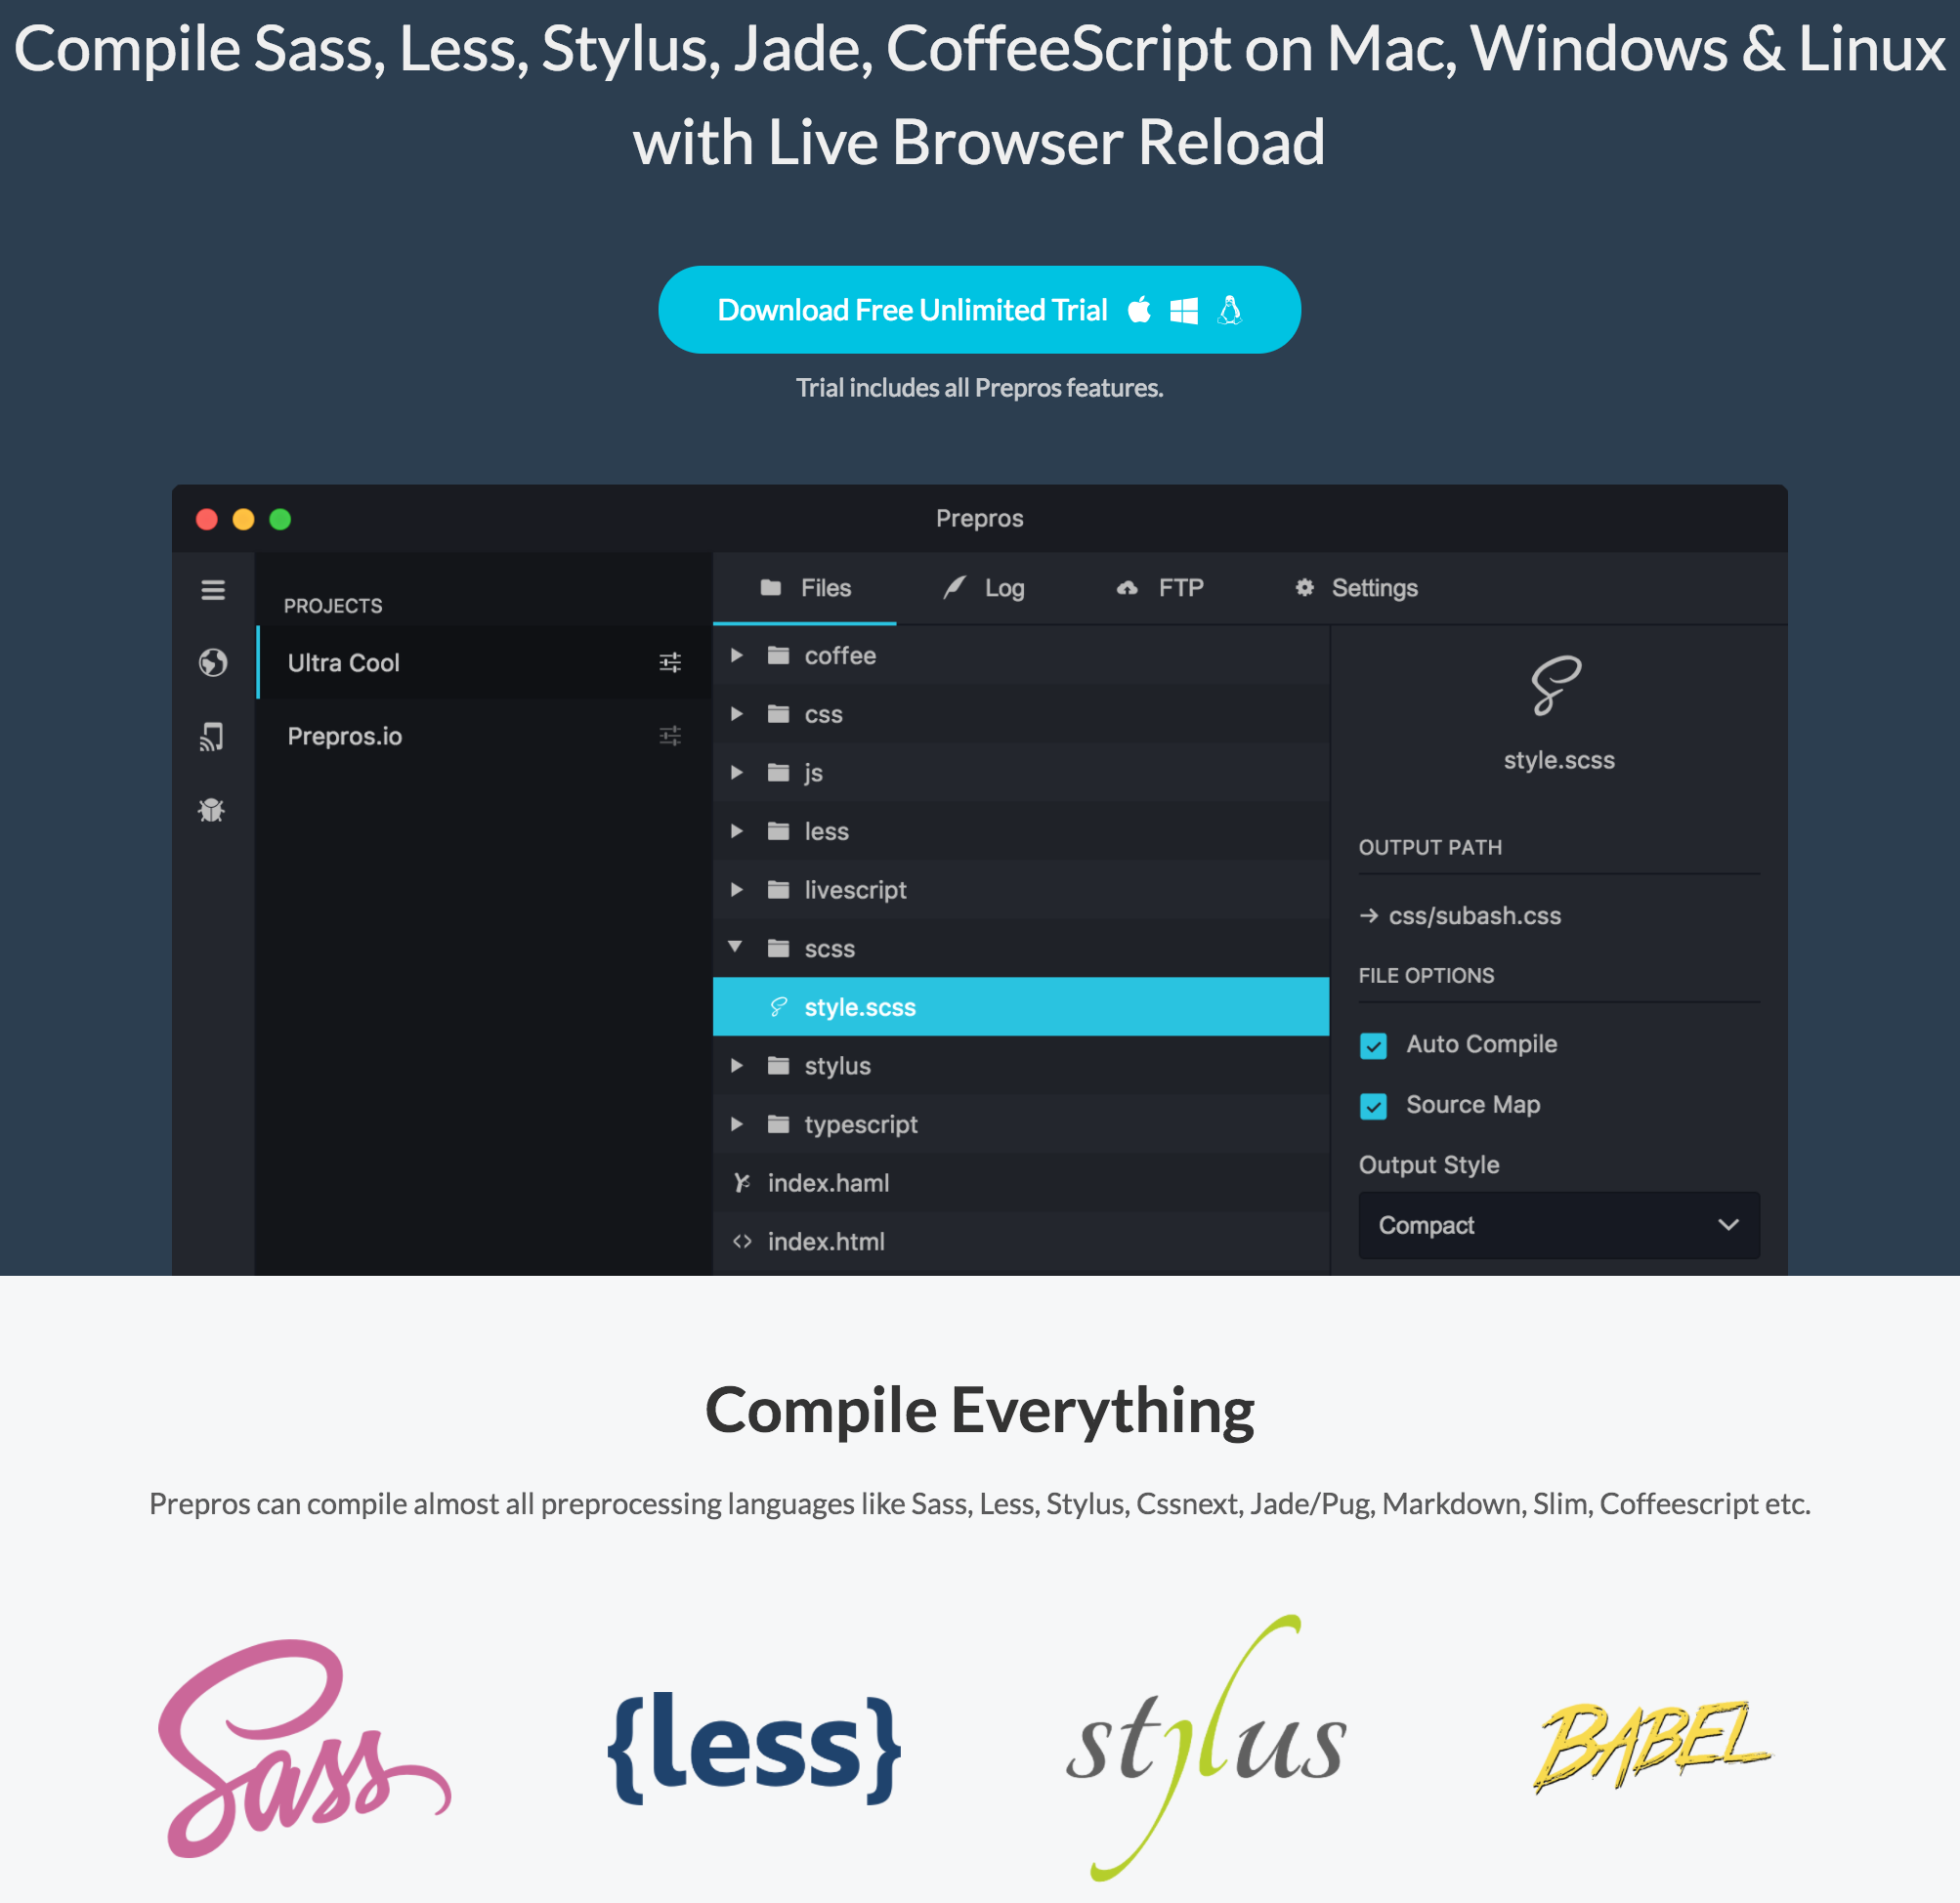 Compile Sass, Less, Stylus, Jade, CoffeeScript on Mac, Windows & Linux
with Live Browser Reload
Download Free Unlimited Trial
Trial includes all Prepros features.
Prepros
PROJECTS
Ultra Cool
Prepros.io
Files
Log
FTP
Settings
coffee
css
js
less
livescript
scss
style.scss
stylus
typescript
index.haml
index.html
style.scss
OUTPUT PATH
css/subash.css
FILE OPTIONS
Auto Compile
Source Map
Output Style
Compact
Compile Everything
Prepros can compile almost all preprocessing languages like Sass, Less, Stylus, Cssnext, Jade/Pug, Markdown, Slim, Coffeescript etc.
Sass
{less}
stylus
BABEL